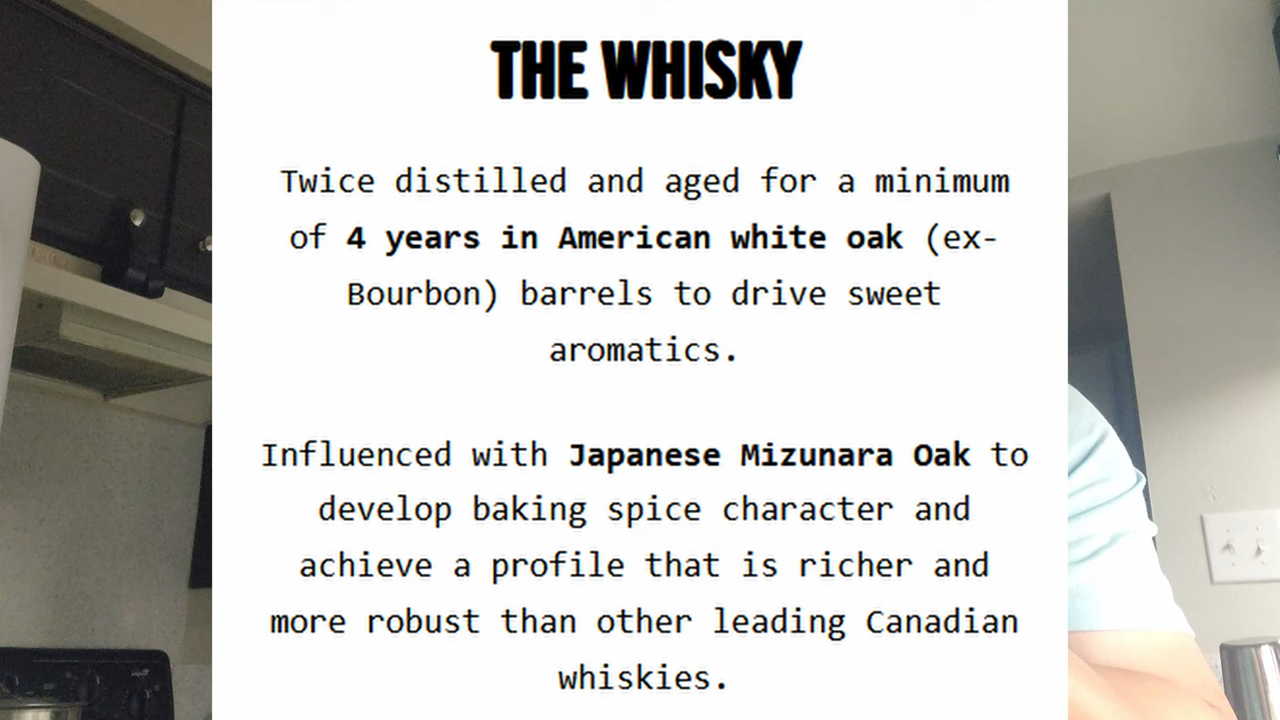 THE WHISKY
Twice distilled and aged for a minimum
of 4 years in American white oak (ex-
Bourbon) barrels to drive sweet
aromatics.
Influenced with Japanese Mizunara Oak to
develop baking spice character and
achieve a profile that is richer and
more robust than other leading Canadian
whiskies.